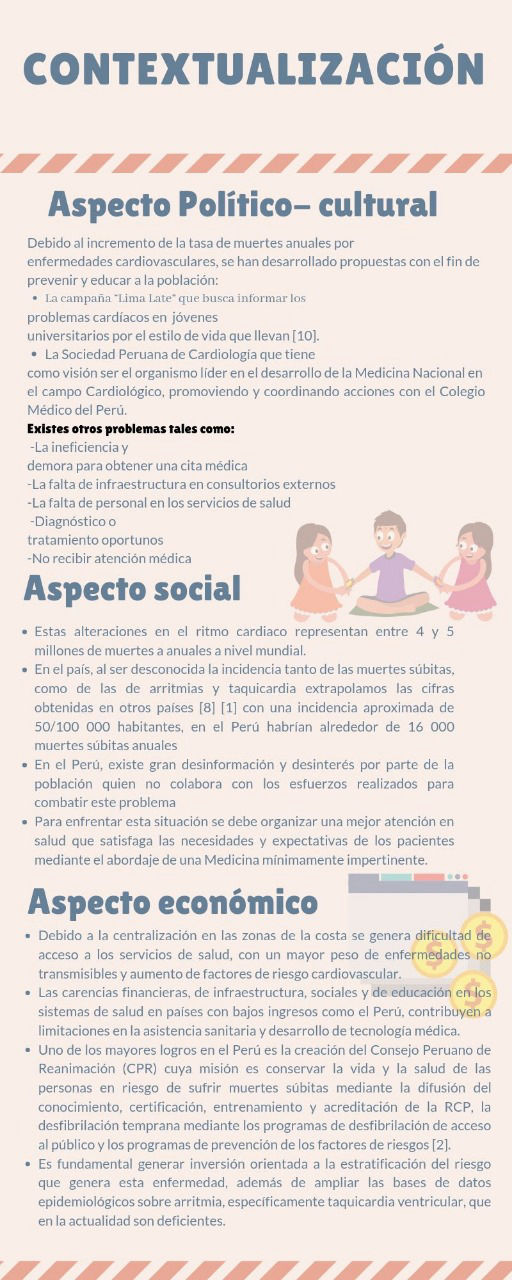 CONTEXTUALIZACIÓN
Aspecto Político- cultural
Debido al incremento de la tasa de muertes anuales por
enfermedades cardiovasculares, se han desarrollado propuestas con el fin de
prevenir y educar a la población:
• La campaña "Lima Late" que busca informar los
problemas cardíacos en jóvenes
universitarios por el estilo de vida que llevan [10].
• La Sociedad Peruana de Cardiología que tiene
como visión ser el organismo líder en el desarrollo de la Medicina Nacional en
el campo Cardiológico, promoviendo y coordinando acciones con el Colegio
Médico del Perú.
Existes otros problemas tales como:
-La ineficiencia y
demora para obtener una cita médica
-La falta de infraestructura en consultorios externos
-La falta de personal en los servicios de salud
-Diagnóstico o
tratamiento oportunos
-No recibir atención médica
Aspecto social
• Estas alteraciones en el ritmo cardiaco representan entre 4 y 5
millones de muertes a anuales a nivel mundial.
• En el país, al ser desconocida la incidencia tanto de las muertes súbitas,
como de las de arritmias y taquicardia extrapolamos las cifras
obtenidas en otros países [8] [1] con una incidencia aproximada de
50/100 000 habitantes, en el Perú habrían alrededor de 16 000
muertes súbitas anuales
• En el Perú, existe gran desinformación y desinterés por parte de la
población quien no colabora con los esfuerzos realizados para
combatir este problema
• Para enfrentar esta situación se debe organizar una mejor atención en
salud que satisfaga las necesidades y expectativas de los pacientes
mediante el abordaje de una Medicina mínimamente impertinente.
Aspecto económico
• Debido a la centralización en las zonas de la costa se genera dificultad de
acceso a los servicios de salud, con un mayor peso de enfermedades no
transmisibles y aumento de factores de riesgo cardiovascular.
• Las carencias financieras, de infraestructura, sociales y de educación en los
sistemas de salud en países con bajos ingresos como el Perú, contribuyen a
limitaciones en la asistencia sanitaria y desarrollo de tecnología médica.
• Uno de los mayores logros en el Perú es la creación del Consejo Peruano de
Reanimación (CPR) cuya misión es conservar la vida y la salud de las
personas en riesgo de sufrir muertes súbitas mediante la difusión del
conocimiento, certificación, entrenamiento y acreditación de la RCP, la
desfibrilación temprana mediante los programas de desfibrilación de acceso
al público y los programas de prevención de los factores de riesgos [2].
• Es fundamental generar inversión orientada a la estratificación del riesgo
que genera esta enfermedad, además de ampliar las bases de datos
epidemiológicos sobre arritmia, específicamente taquicardia ventricular, que
en la actualidad son deficientes.